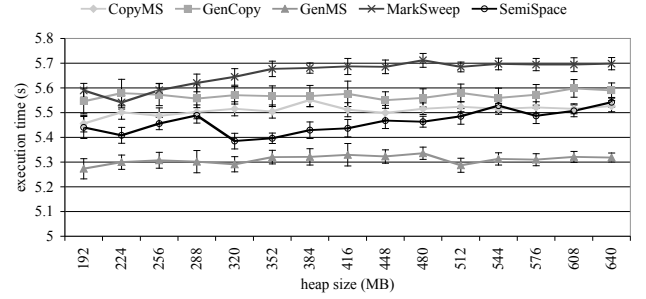 CopyMS GenCopy GenMS MarkSweep SemiSpace
5.8
5.7
5.6
5.5
5.4
5.3
5.2
5.1
5
execution time (s)
192 224 256 288 320 352 384 416 448 480 512 544 576 608 640
heap size (MB)